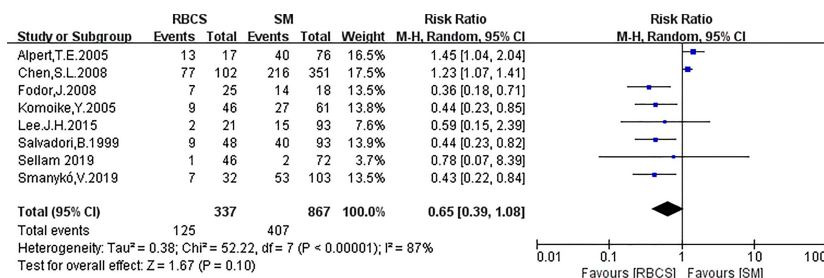 RBCS SM Risk Ratio Risk Ratio
Study or Subgroup Events Total Events Total Weight M-H, Random, 95% CI M-H, Random, 95% CI
Alpert,T.E.2005 13 17 40 76 16.5% 1.45 [1.04, 2.04]
Chen,S.L.2008 77 102 216 351 18.1% 1.23 [1.07, 1.41]
Fodor,J.2008 7 25 14 18 12.9% 0.36 [0.18, 0.71]
Komoike,Y.2005 9 46 27 61 13.4% 0.44 [0.23, 0.85]
Lee.J.H.2015 2 21 15 93 7.6% 0.59 [0.15, 2.39]
Salvadori,B.1999 9 48 40 93 13.6% 0.44 [0.23, 0.82]
Sellam 2019 1 46 2 72 3.7% 0.78 [0.07, 8.39]
Smanykó,V.2019 7 32 53 103 14.1% 0.43 [0.22, 0.84]
Total (95% CI) 337 867 100.0% 0.65 [0.39, 1.08]
Total events 125 407
Heterogeneity: Tau² = 0.38; Chi² = 52.22, df = 7 (P < 0.00001); I² = 87%
Test for overall effect: Z = 1.67 (P = 0.10)
0.01 0.1 1 10 100
Favours [RBCS] Favours [SM]